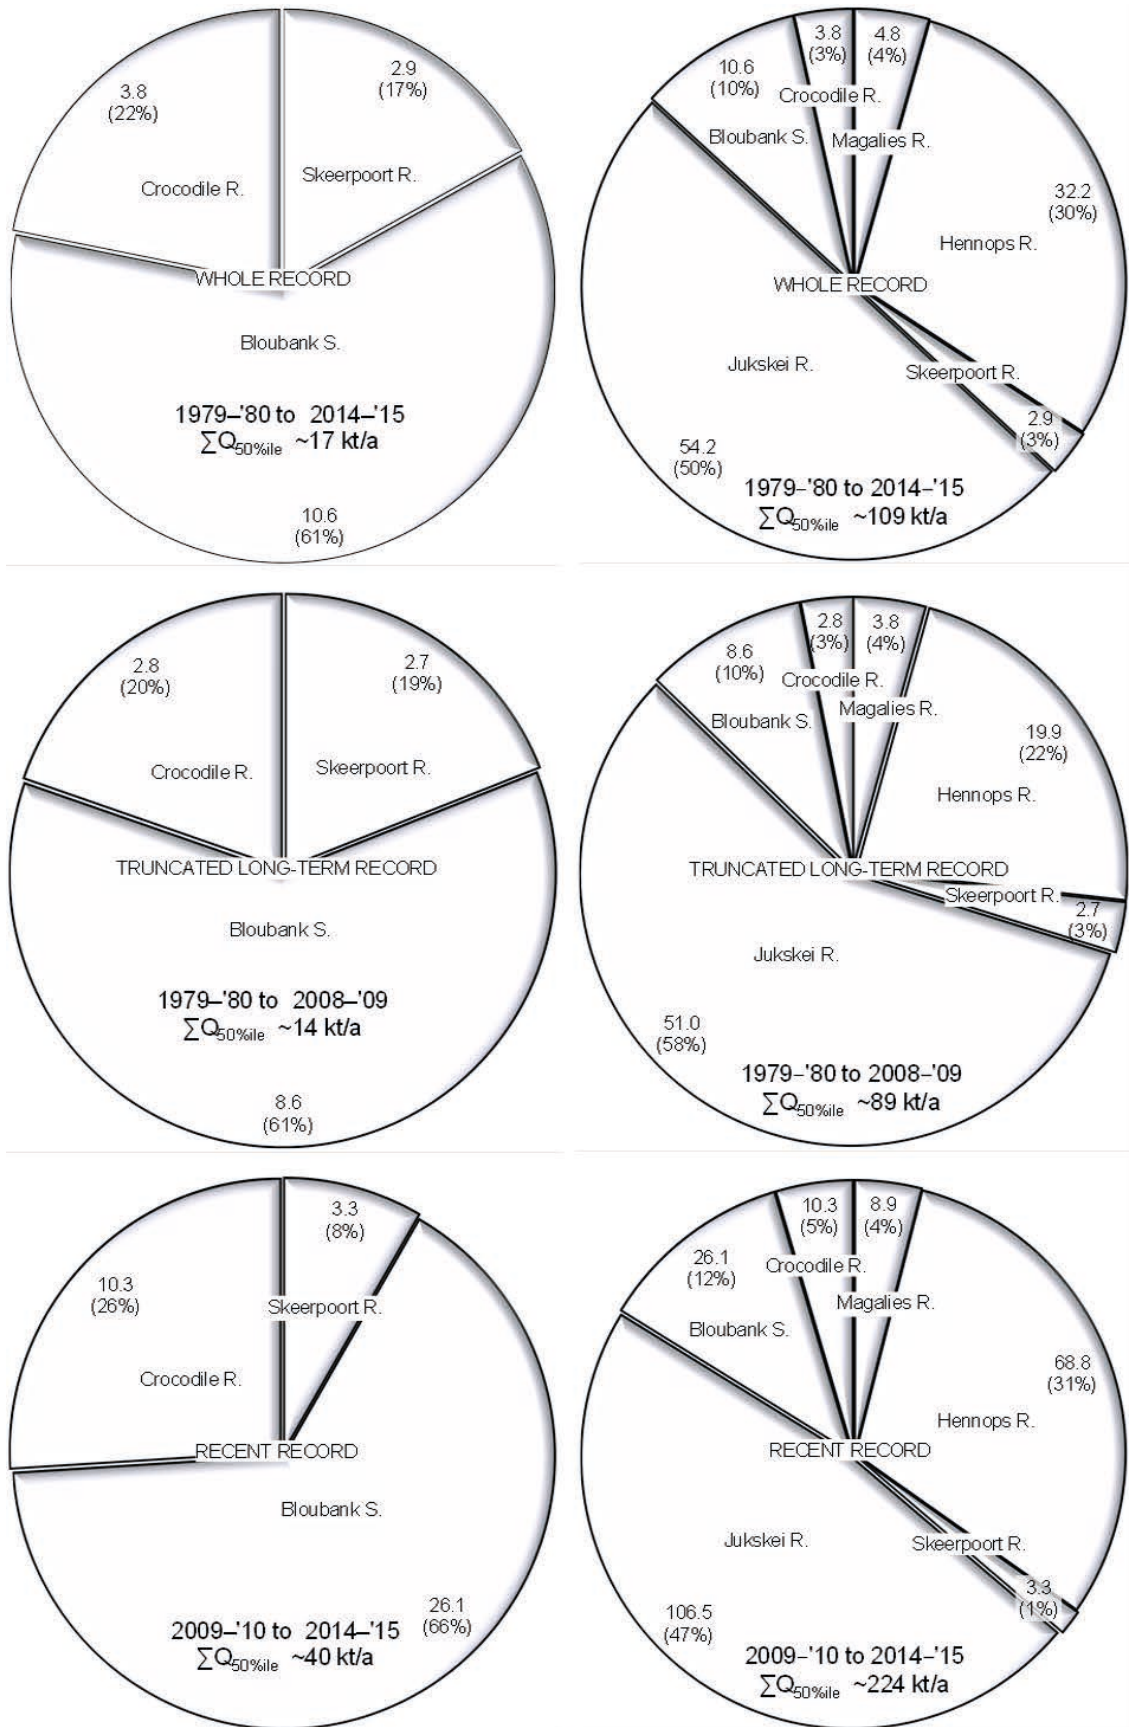 2.9
(17%)
3.8
(22%)
Skeerpoort R.
Crocodile R.
WHOLE RECORD
Bloubank S.
1979–'80 to 2014–'15
∑Q50%ile ~17 kt/a
10.6
(61%)
3.8
(3%)
4.8
(4%)
10.6
(10%)
Crocodile R.
Bloubank S.
Magalies R.
32.2
(30%)
Hennops R.
WHOLE RECORD
Jukskei R.
Skeerpoort R.
2.9
(3%)
54.2
(50%)
1979–'80 to 2014–'15
∑Q50%ile ~109 kt/a
2.8
(20%)
2.7
(19%)
Crocodile R.
Skeerpoort R.
TRUNCATED LONG-TERM RECORD
Bloubank S.
1979–'80 to 2008–'09
∑Q50%ile ~14 kt/a
8.6
(61%)
2.8
(3%)
3.8
(4%)
8.6
(10%)
Crocodile R.
Magalies R.
Bloubank S.
19.9
(22%)
Hennops R.
TRUNCATED LONG-TERM RECORD
Skeerpoort R.
2.7
(3%)
Jukskei R.
51.0
(58%)
1979–'80 to 2008–'09
∑Q50%ile ~89 kt/a
3.3
(8%)
10.3
(26%)
Skeerpoort R.
Crocodile R.
RECENT RECORD
Bloubank S.
26.1
(66%)
2009–'10 to 2014–'15
∑Q50%ile ~40 kt/a
10.3
(5%)
8.9
(4%)
26.1
(12%)
Crocodile R.
Magalies R.
Bloubank S.
68.8
(31%)
Hennops R.
RECENT RECORD
Jukskei R.
Skeerpoort R.
3.3
(1%)
106.5
(47%)
2009–'10 to 2014–'15
∑Q50%ile ~224 kt/a